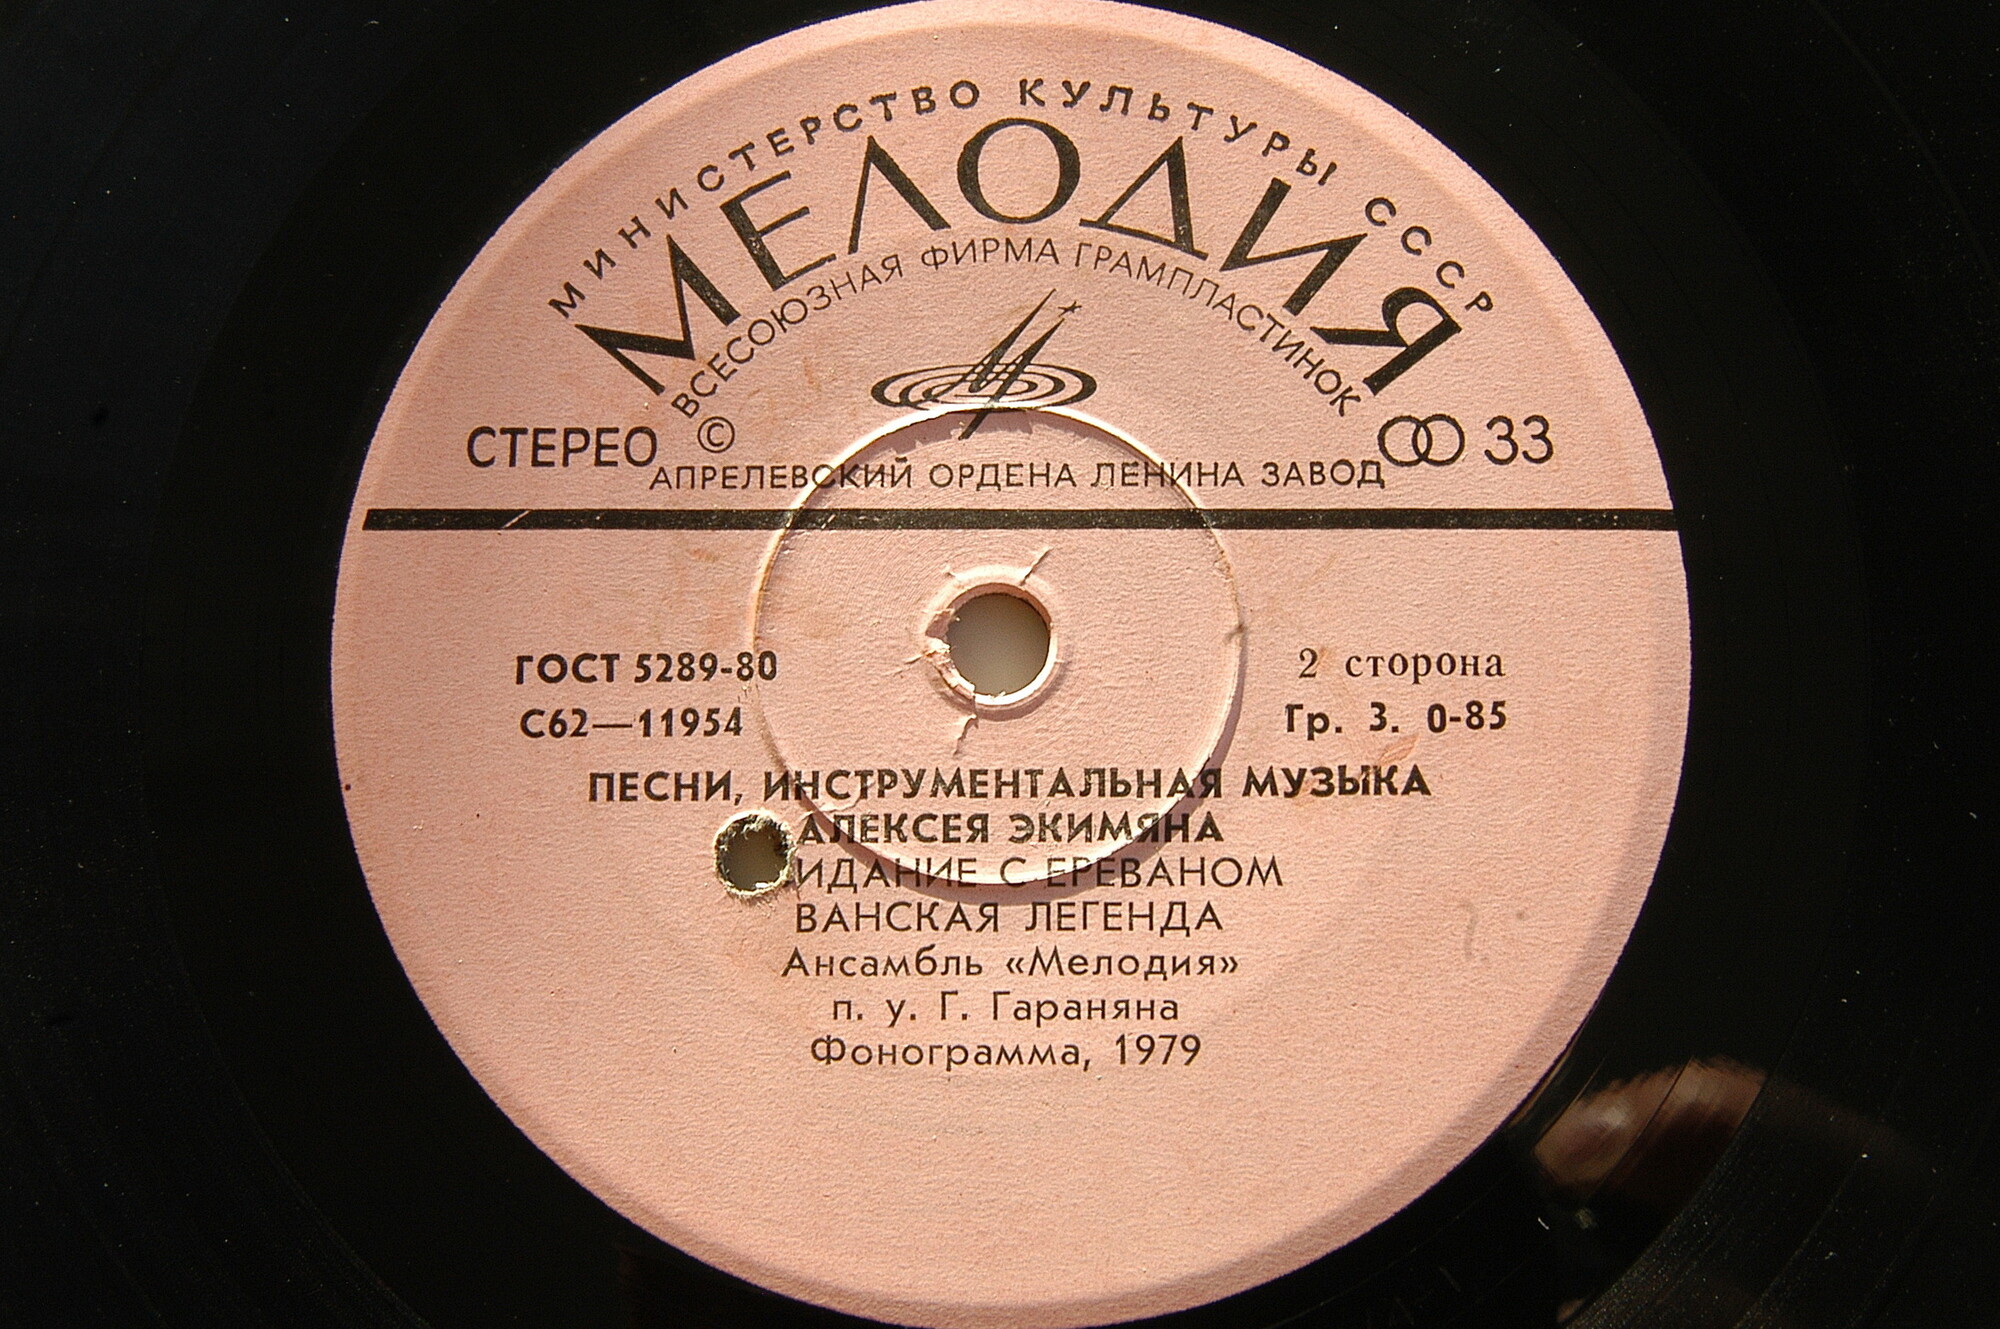 МИНИСТЕРСТВО КУЛЬТУРЫ СССР
МЕЛОДИЯ
ВСЕСОЮЗНАЯ ФИРМА ГРАМПЛАСТИНОК
СТЕРЕО © 33
АПРЕЛЕВСКИЙ ОРДЕНА ЛЕНИНА ЗАВОД
ГОСТ 5289-80 2 сторона
С62—11954 Гр. 3. 0-85
ПЕСНИ, ИНСТРУМЕНТАЛЬНАЯ МУЗЫКА
АЛЕКСЕЯ ЭКИМЯНА
ИДАНИЕ С ЕРЕВАНОМ
ВАНСКАЯ ЛЕГЕНДА
Ансамбль «Мелодия»
п. у. Г. Гараняна
Фонограмма, 1979